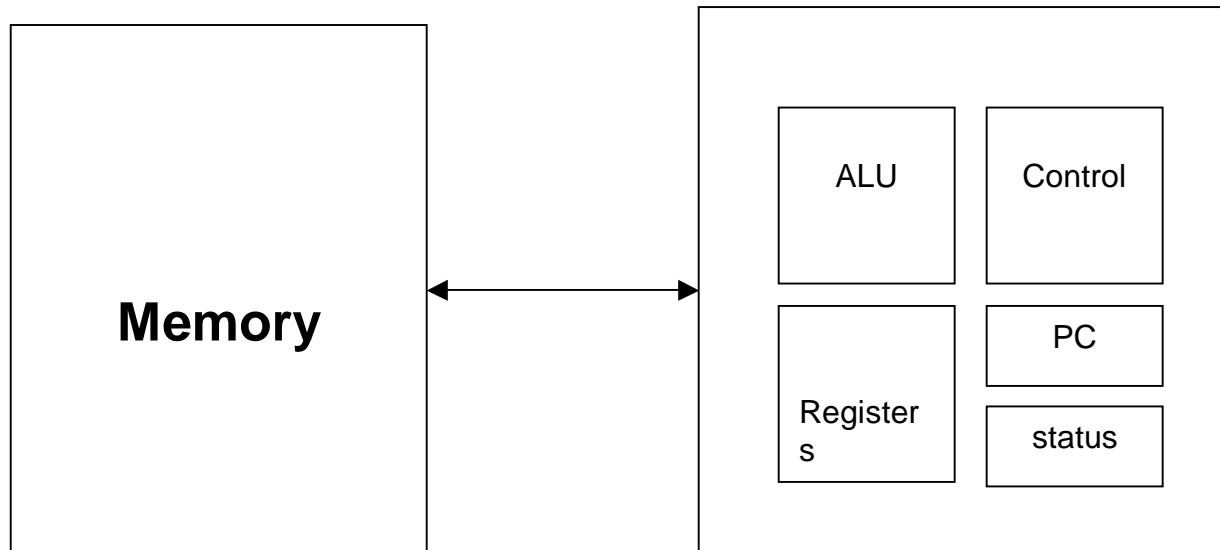 Memory
ALU
Control
Register
s
PC
status